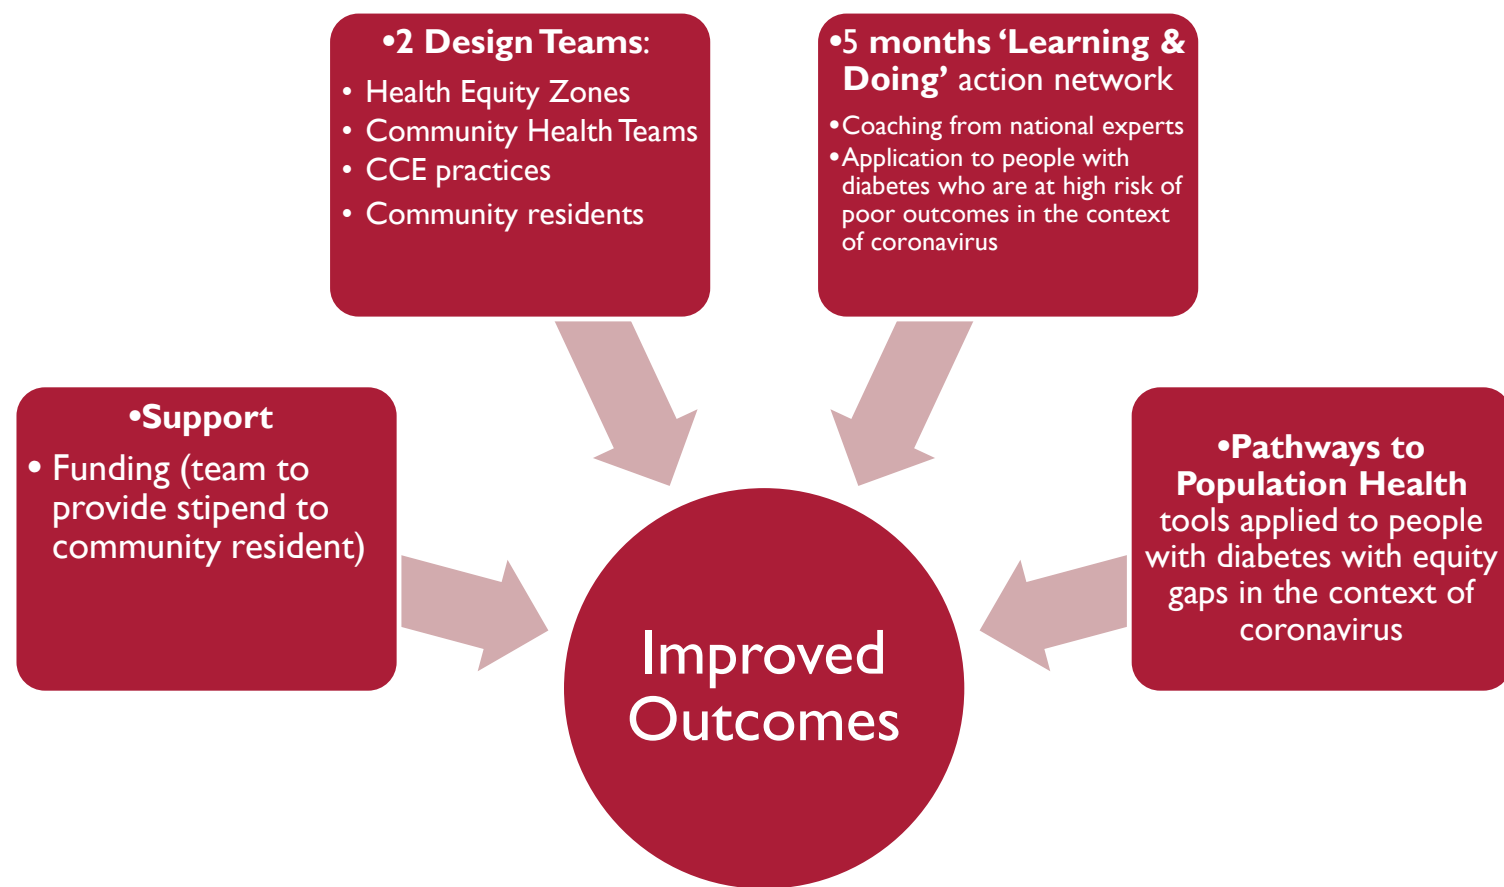 •2 Design Teams:
• Health Equity Zones
• Community Health Teams
• CCE practices
• Community residents
•5 months ‘Learning &
Doing’ action network
•Coaching from national experts
•Application to people with
diabetes who are at high risk of
poor outcomes in the context
of coronavirus
•Support
• Funding (team to
provide stipend to
community resident)
•Pathways to
Population Health
tools applied to people
with diabetes with equity
gaps in the context of
coronavirus
Improved
Outcomes